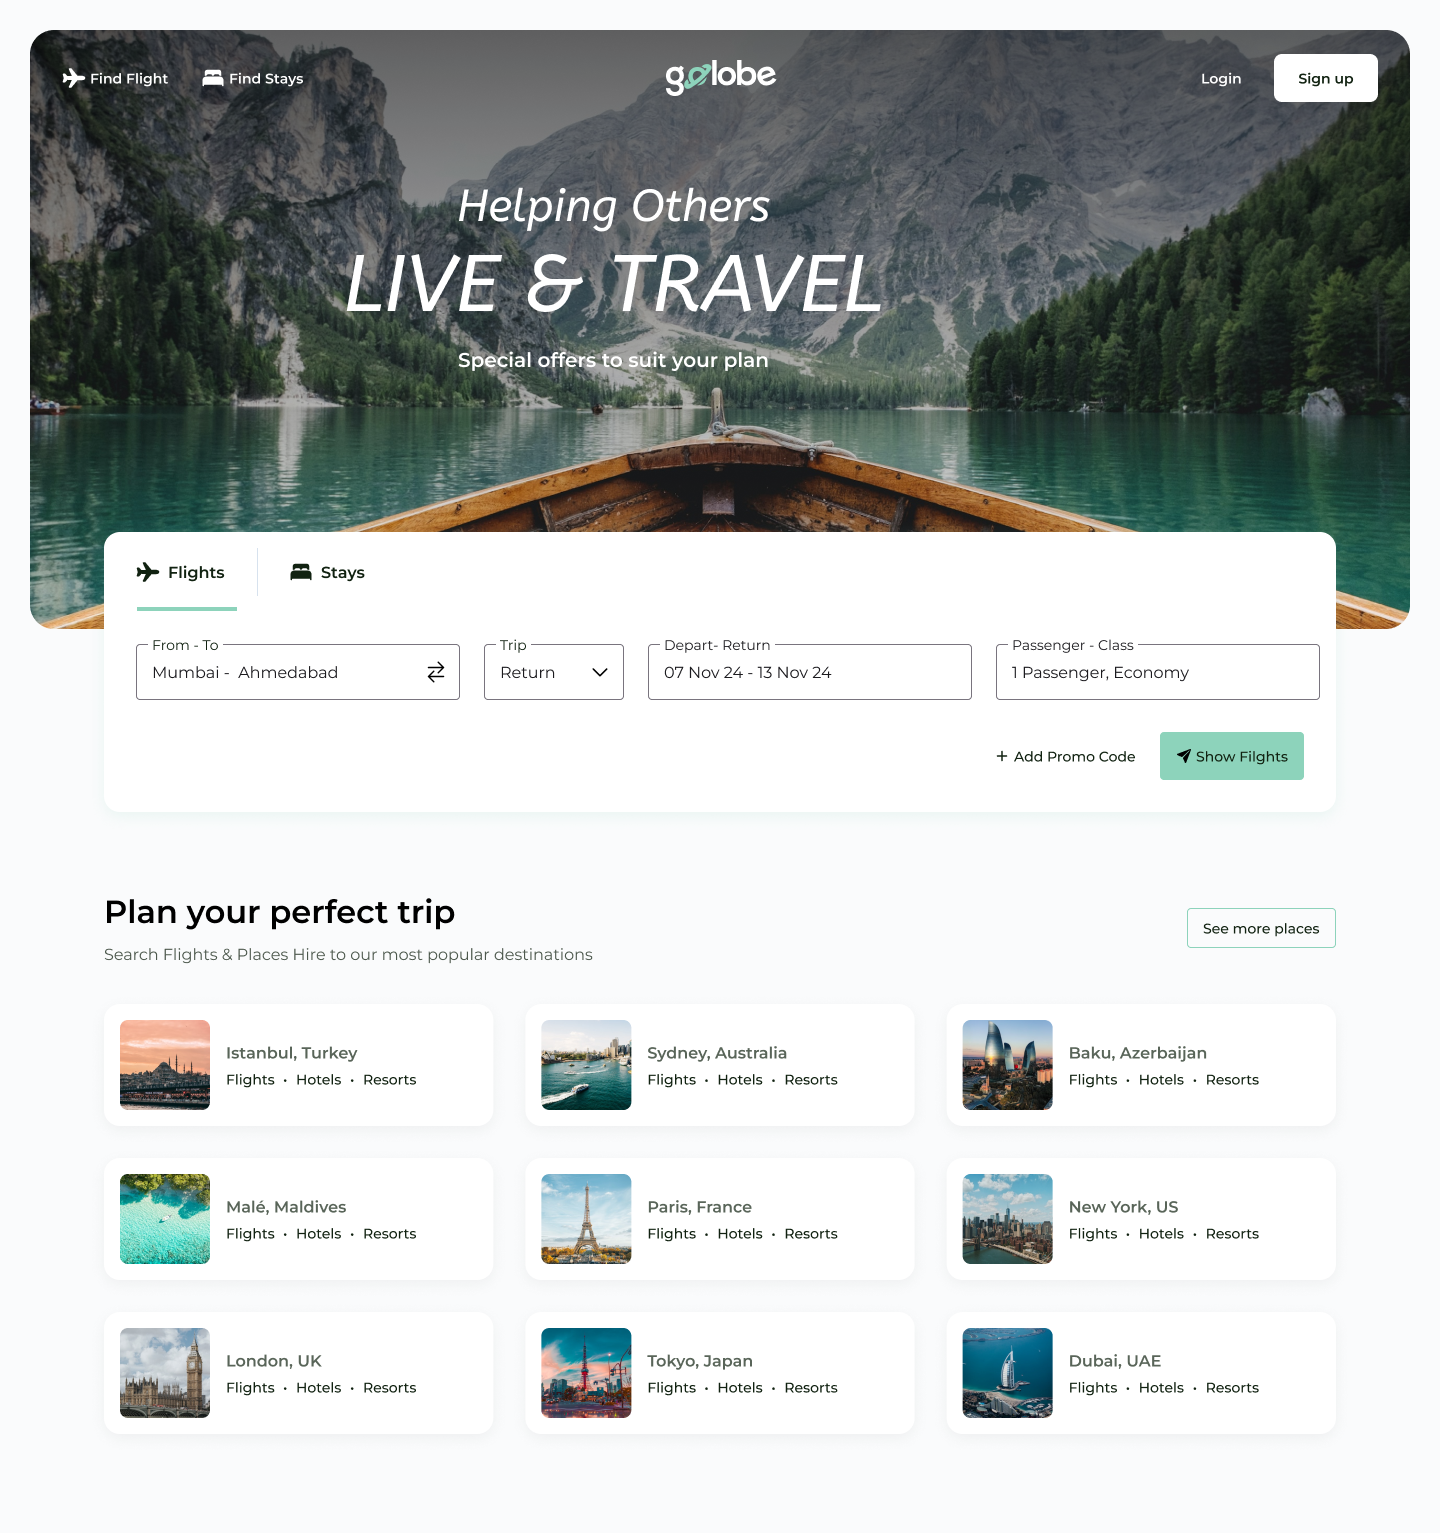 Find Flight
Find Stays
golobe
Login
Sign up
Helping Others
LIVE & TRAVEL
Special offers to suit your plan
Flights
Stays
From - To
Mumbai - Ahmedabad
Trip
Return
Depart- Return
07 Nov 24 - 13 Nov 24
Passenger - Class
1 Passenger, Economy
+ Add Promo Code
Show Filghts
Plan your perfect trip
Search Flights & Places Hire to our most popular destinations
See more places
Istanbul, Turkey
Flights • Hotels • Resorts
Sydney, Australia
Flights • Hotels • Resorts
Baku, Azerbaijan
Flights • Hotels • Resorts
Malé, Maldives
Flights • Hotels • Resorts
Paris, France
Flights • Hotels • Resorts
New York, US
Flights • Hotels • Resorts
London, UK
Flights • Hotels • Resorts
Tokyo, Japan
Flights • Hotels • Resorts
Dubai, UAE
Flights • Hotels • Resorts